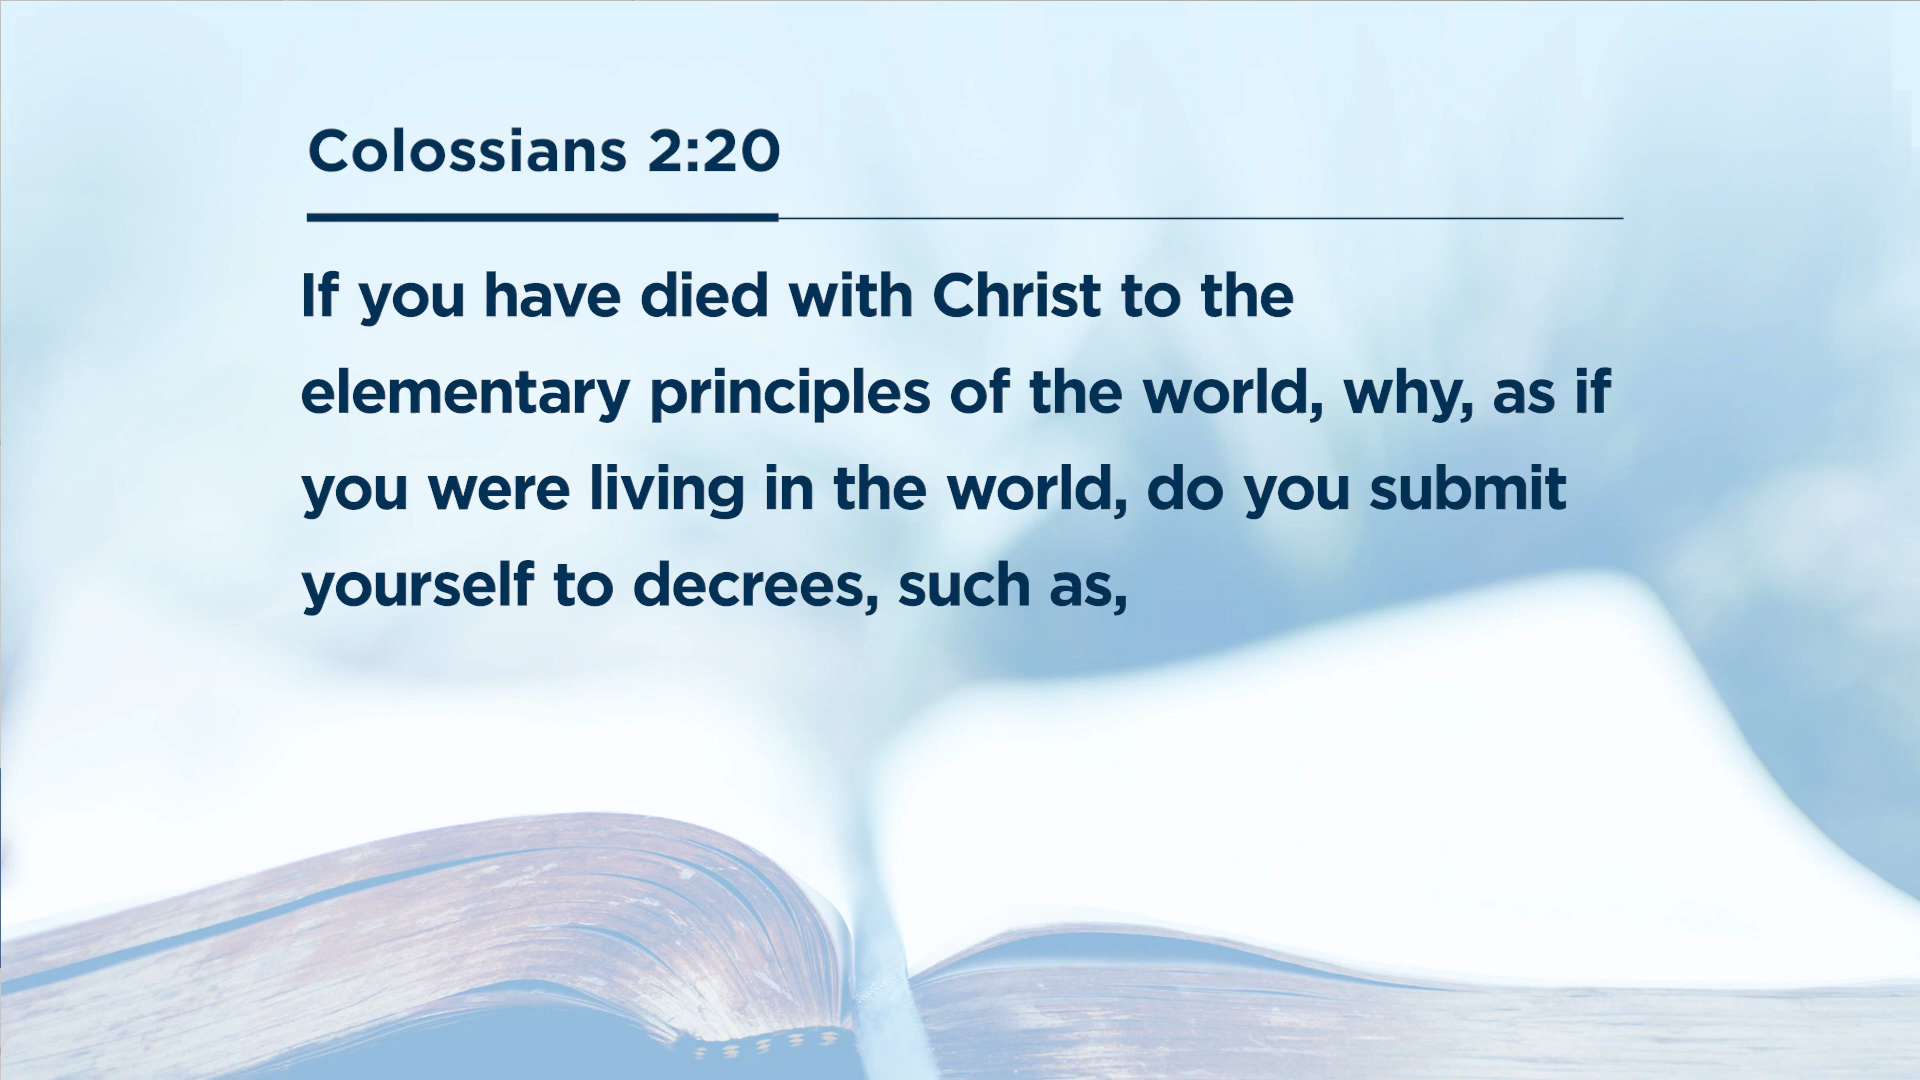 Colossians 2:20
If you have died with Christ to the
elementary principles of the world, why, as if
you were living in the world, do you submit
yourself to decrees, such as,